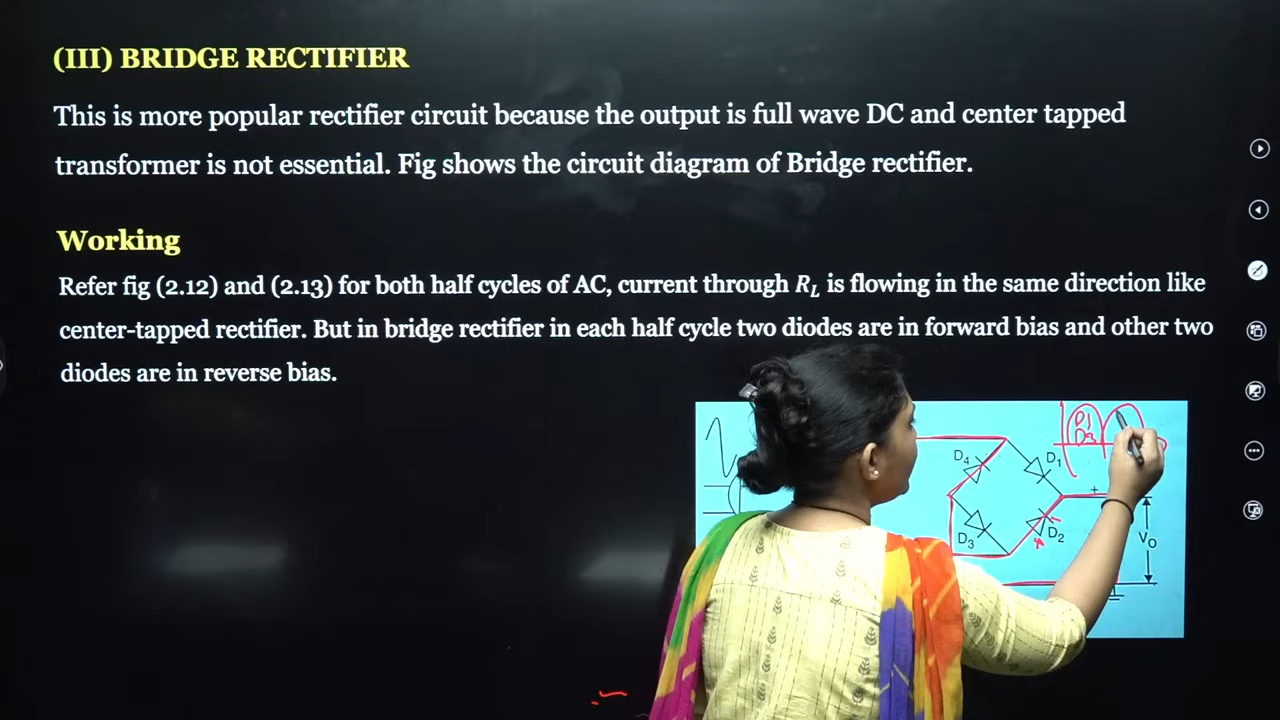 (III) BRIDGE RECTIFIER
This is more popular rectifier circuit because the output is full wave DC and center tapped
transformer is not essential. Fig shows the circuit diagram of Bridge rectifier.
Working
Refer fig (2.12) and (2.13) for both half cycles of AC, current through R_L is flowing in the same direction like
center-tapped rectifier. But in bridge rectifier in each half cycle two diodes are in forward bias and other two
diodes are in reverse bias.
D1
D3
D4 D1
+
D3 D2
V0